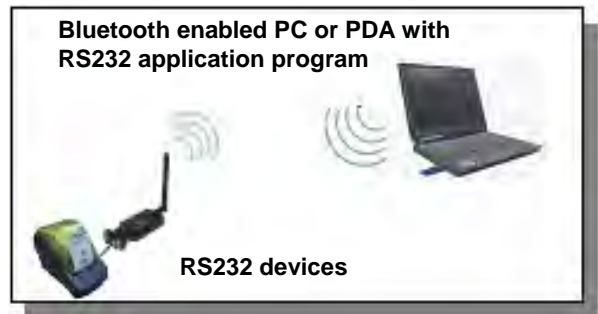 Bluetooth enabled PC or PDA with
RS232 application program
RS232 devices